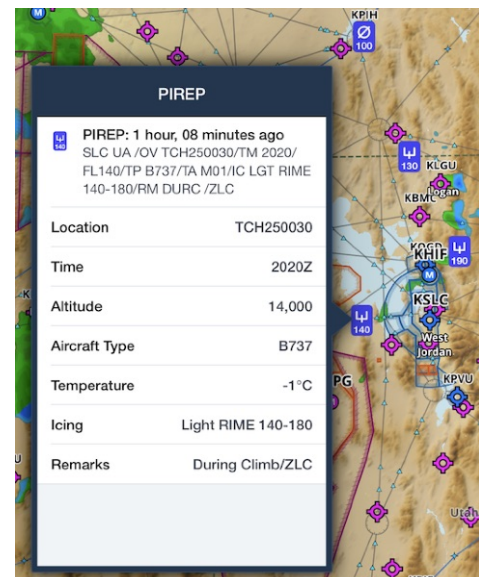 KPIH
Ø
100
M
PIREP
140
PIREP: 1 hour, 08 minutes ago
SLC UA /OV TCH250030/TM 2020/
FL140/TP B737/TA M01/IC LGT RIME
140-180/RM DURC /ZLC
Location TCH250030
Time 2020Z
Altitude 14,000
Aircraft Type B737
Temperature -1°C
Icing Light RIME 140-180
Remarks During Climb/ZLC
130
KLGU
Logan
KBMC
KOGD
KHIF
190
M
KSLC
140
West
Jordan
PG
KPVU
Utah